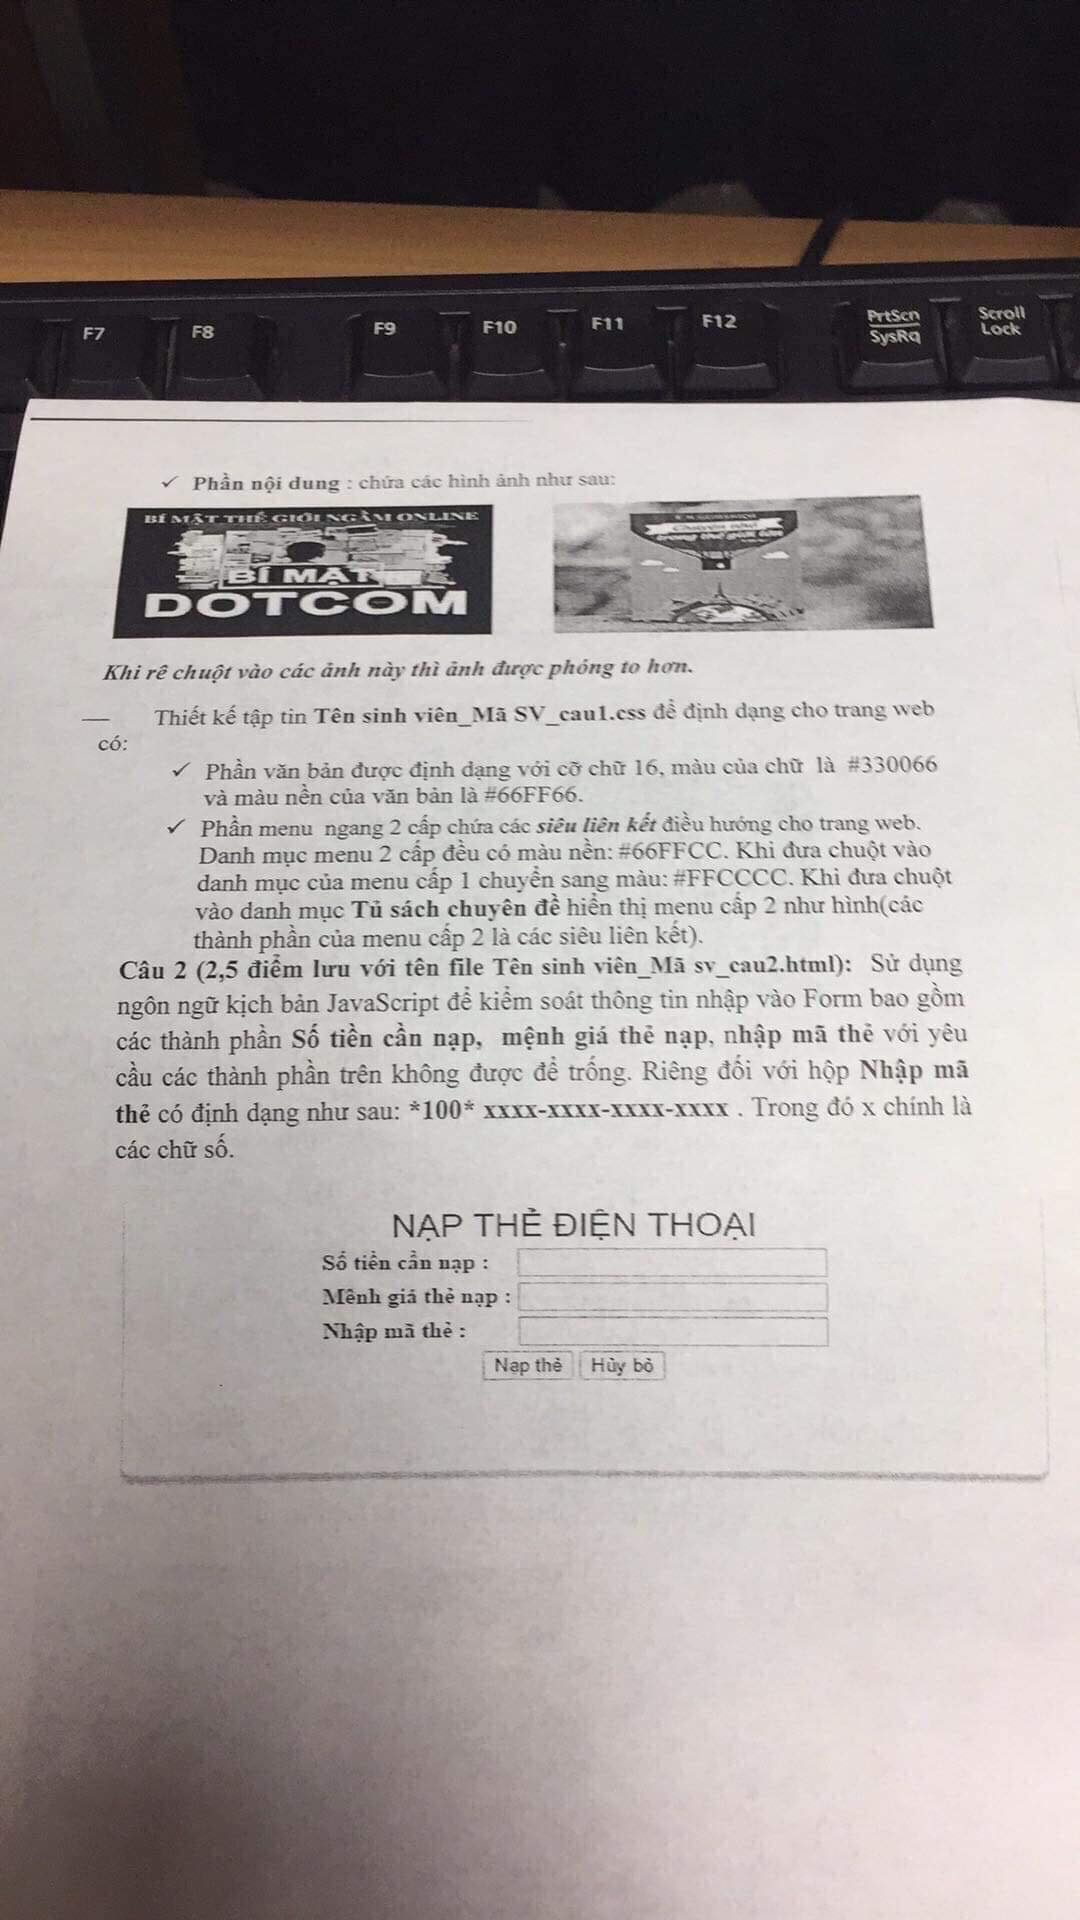 F7 F8 F9 F10 F11 F12 PrtScn SysRq Scroll Lock
✓ Phần nội dung : chứa các hình ảnh như sau:
BÍ MẬT THẾ GIỚI NGẦM ONLINE
BÍ MẬT
DOTCOM
Khi rê chuột vào các ảnh này thì ảnh được phóng to hơn.
— Thiết kế tập tin Tên sinh viên_Mã SV_cau1.css để định dạng cho trang web
có:
✓ Phần văn bản được định dạng với cỡ chữ 16, màu của chữ là #330066
và màu nền của văn bản là #66FF66.
✓ Phần menu ngang 2 cấp chứa các siêu liên kết điều hướng cho trang web.
Danh mục menu 2 cấp đều có màu nền: #66FFCC. Khi đưa chuột vào
danh mục của menu cấp 1 chuyển sang màu: #FFCCCC. Khi đưa chuột
vào danh mục Tủ sách chuyên đề hiển thị menu cấp 2 như hình(các
thành phần của menu cấp 2 là các siêu liên kết).
Câu 2 (2,5 điểm lưu với tên file Tên sinh viên_Mã sv_cau2.html): Sử dụng
ngôn ngữ kịch bản JavaScript để kiểm soát thông tin nhập vào Form bao gồm
các thành phần Số tiền cần nạp, mệnh giá thẻ nạp, nhập mã thẻ với yêu
cầu các thành phần trên không được để trống. Riêng đối với hộp Nhập mã
thẻ có định dạng như sau: *100* xxxx-xxxx-xxxx-xxxx . Trong đó x chính là
các chữ số.
NẠP THẺ ĐIỆN THOẠI
Số tiền cần nạp :
Mênh giá thẻ nạp :
Nhập mã thẻ :
Nạp thẻ Hủy bỏ